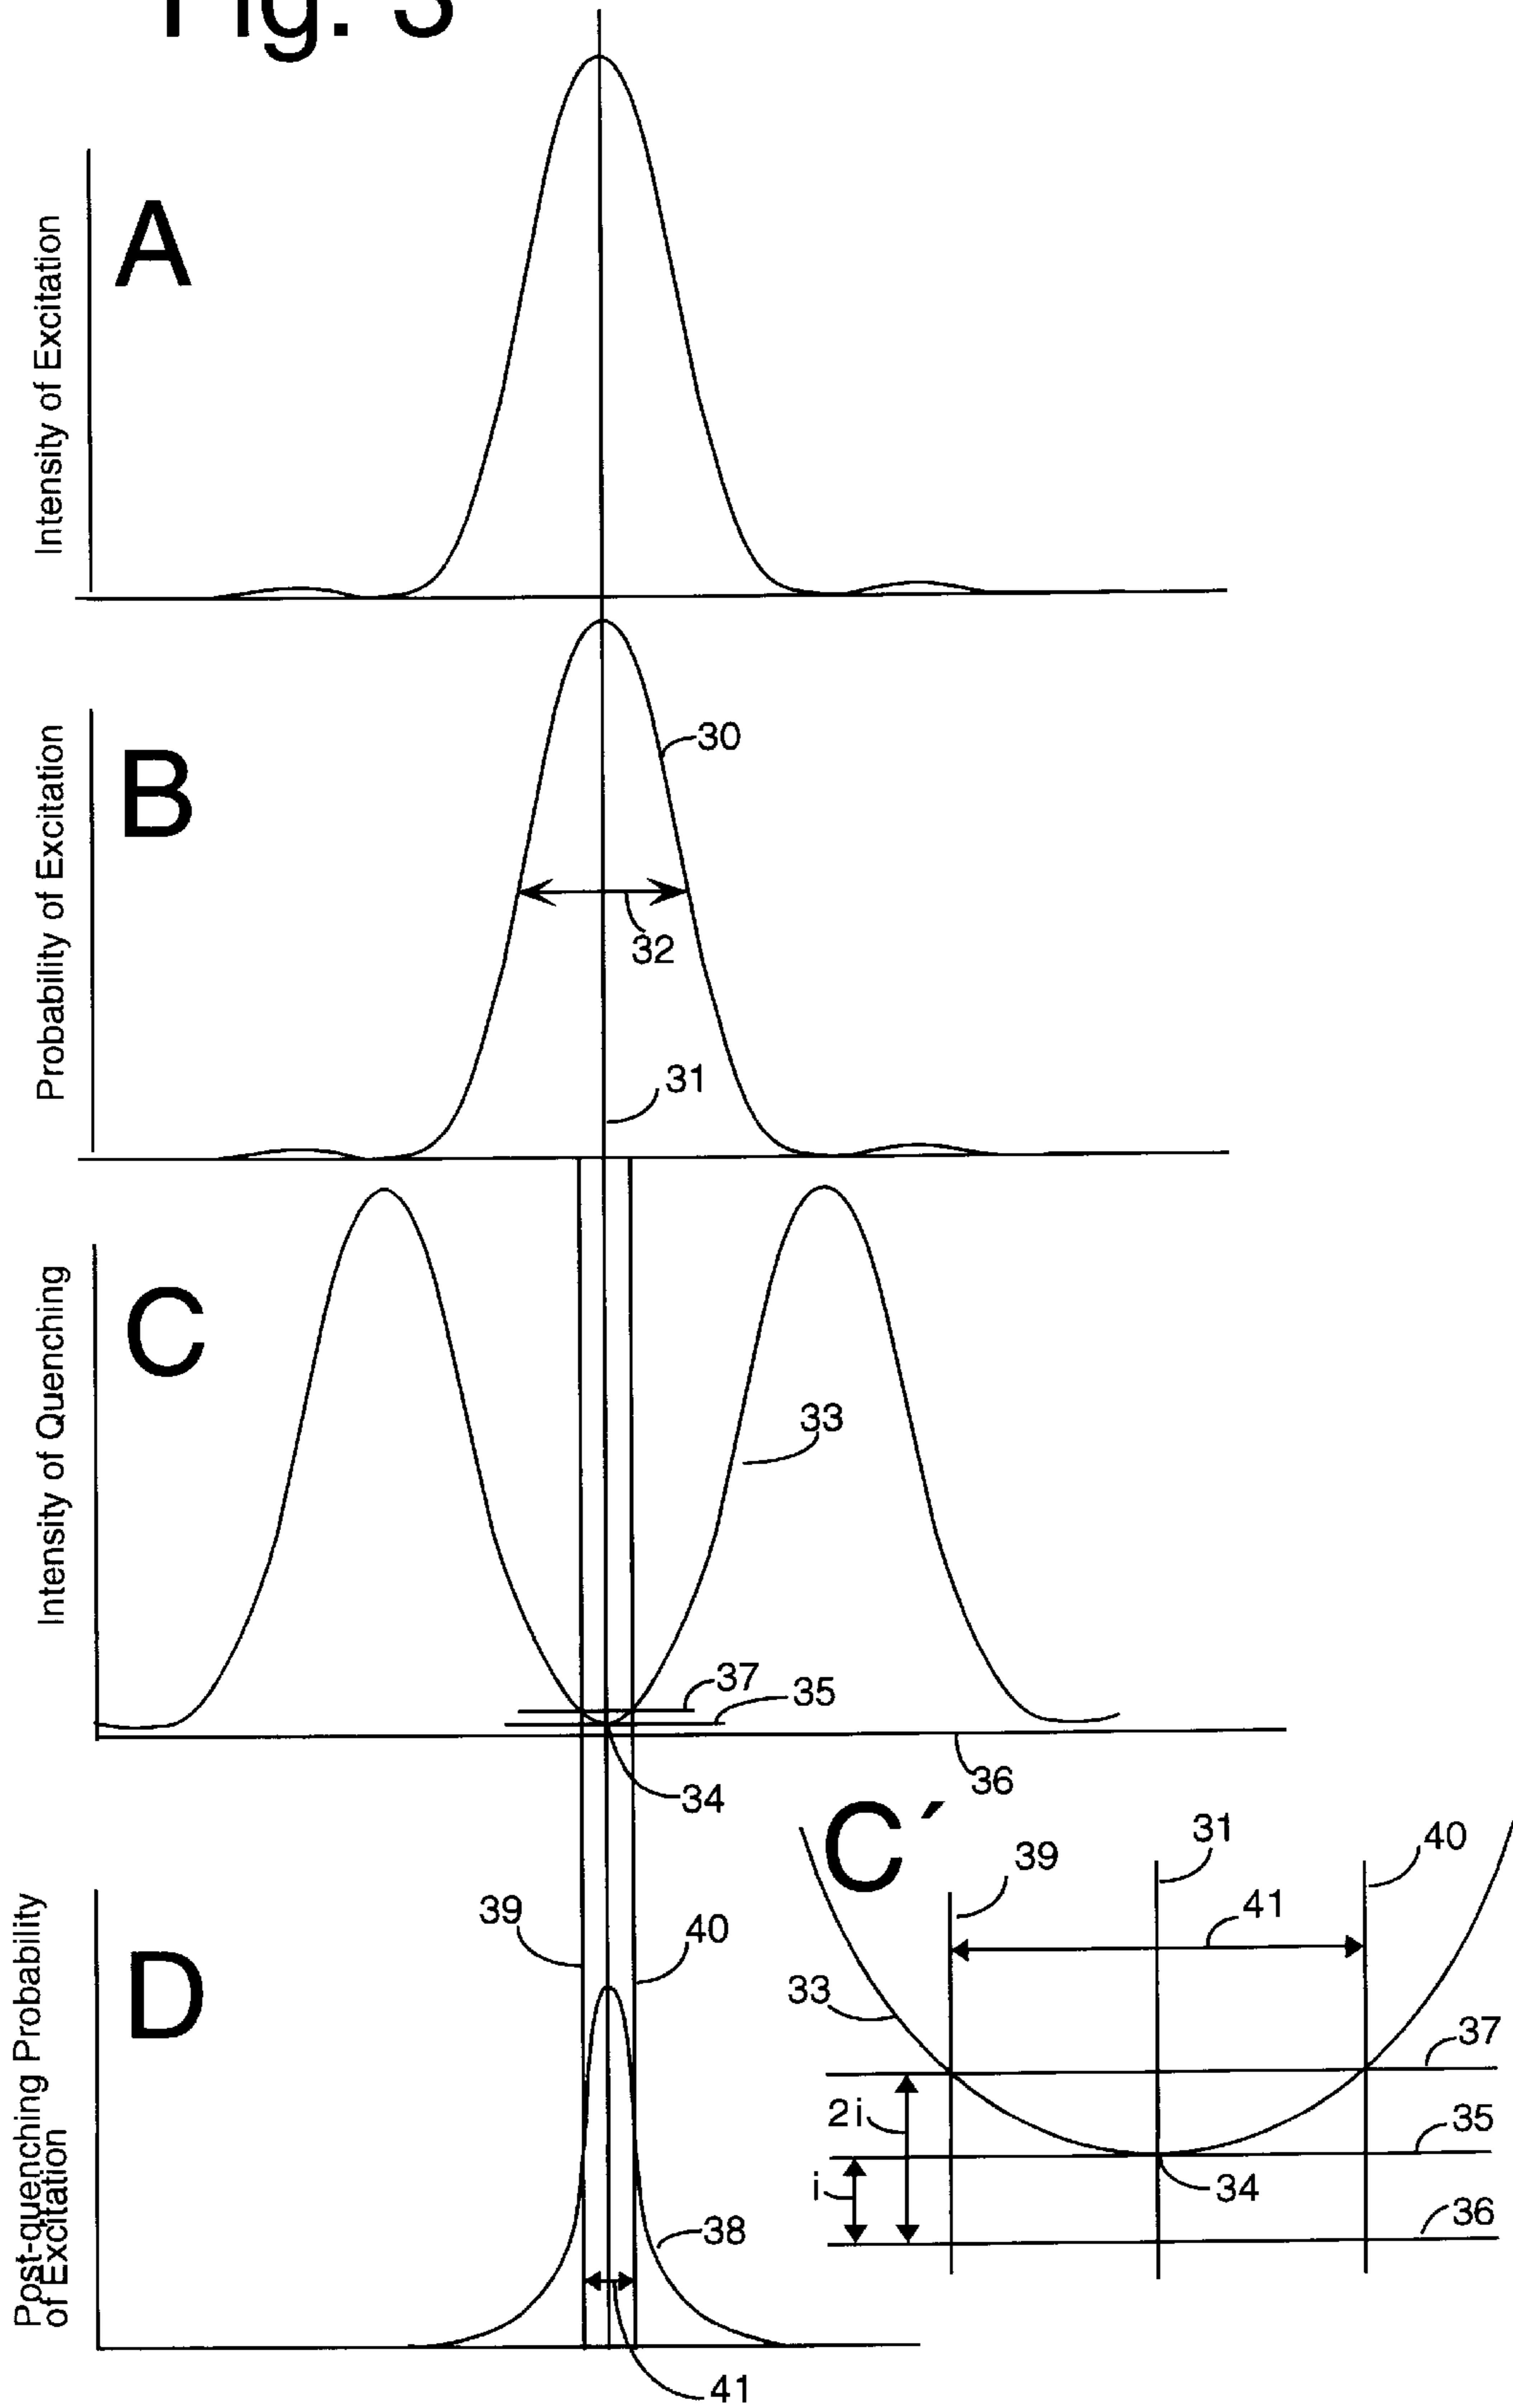 Fig. 3
A
Intensity of Excitation
B
Probability of Excitation
30
32
31
C
Intensity of Quenching
33
37
35
34
36
C´
39
31
40
41
33
37
2i
35
i
34
36
D
Post-quenching Probability
of Excitation
39
40
38
41